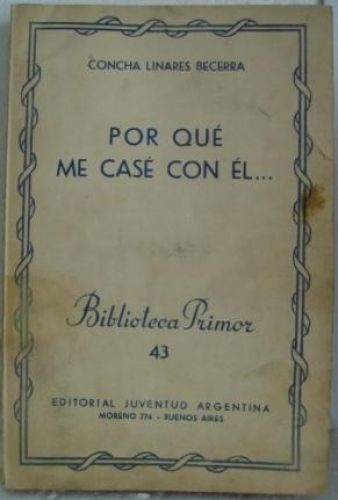 CONCHA LINARES BECERRA
POR QUÉ
ME CASÉ CON ÉL...
Biblioteca Primor
43
EDITORIAL JUVENTUD ARGENTINA
MORENO 774 - BUENOS AIRES